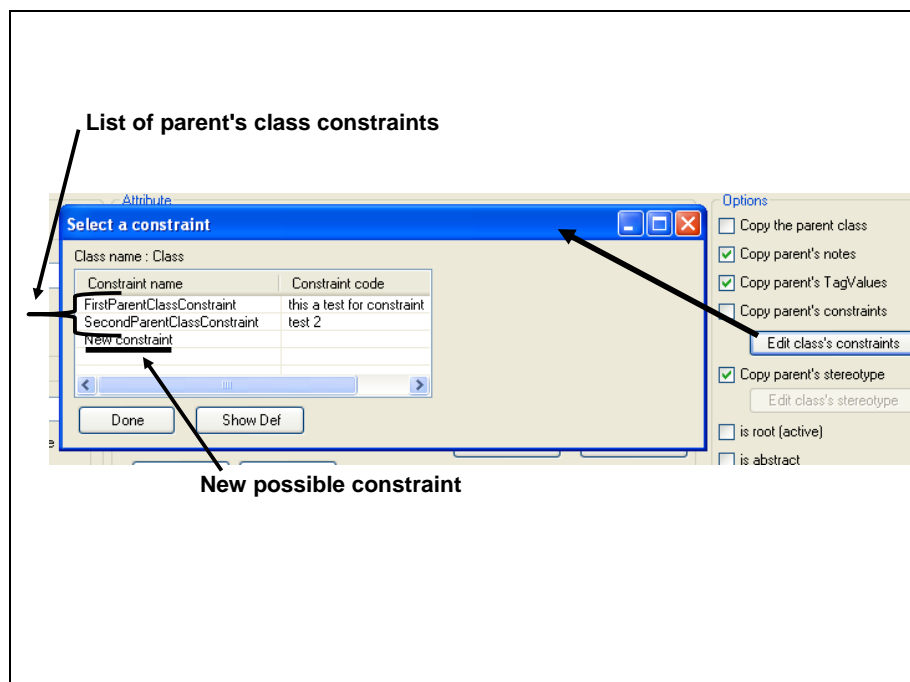 List of parent's class constraints
Attribute
Options
Select a constraint
Copy the parent class
Class name : Class
Copy parent's notes
Constraint name Constraint code
Copy parent's TagValues
FirstParentClassConstraint this a test for constraint
Copy parent's constraints
SecondParentClassConstraint test 2
New constraint
Edit class's constraints
Copy parent's stereotype
Edit class's stereotype
Done Show Def
is root (active)
e
is abstract
New possible constraint